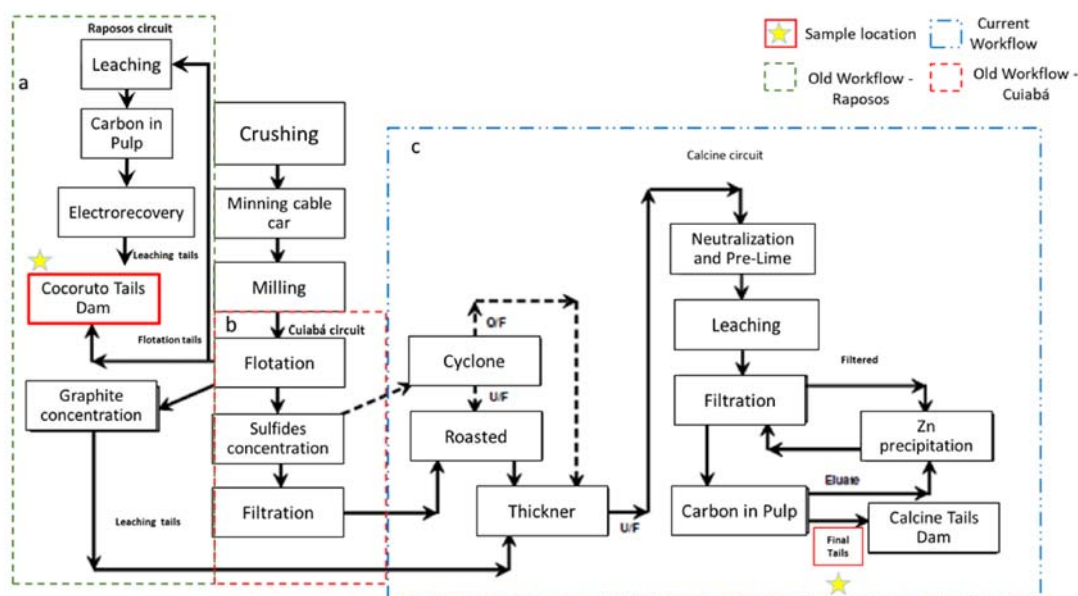 Raposos circuit
a
Leaching
Carbon in
Pulp
Electrorecovery
Leaching tails
Cocoruto Tails
Dam
Flotation tails
Graphite
concentration
Leaching tails
Crushing
Minning cable
car
Milling
b
Cuiabá circuit
Flotation
Sulfides
concentration
Filtration
Sample location
Current
Workflow
Old Workflow -
Raposos
Old Workflow -
Cuiabá
c
Calcine circuit
O/F
Cyclone
U/F
Roasted
Thickner
U/F
Neutralization
and Pre-Lime
Leaching
Filtered
Filtration
Zn
precipitation
Eluate
Carbon in Pulp
Final
Tails
Calcine Tails
Dam